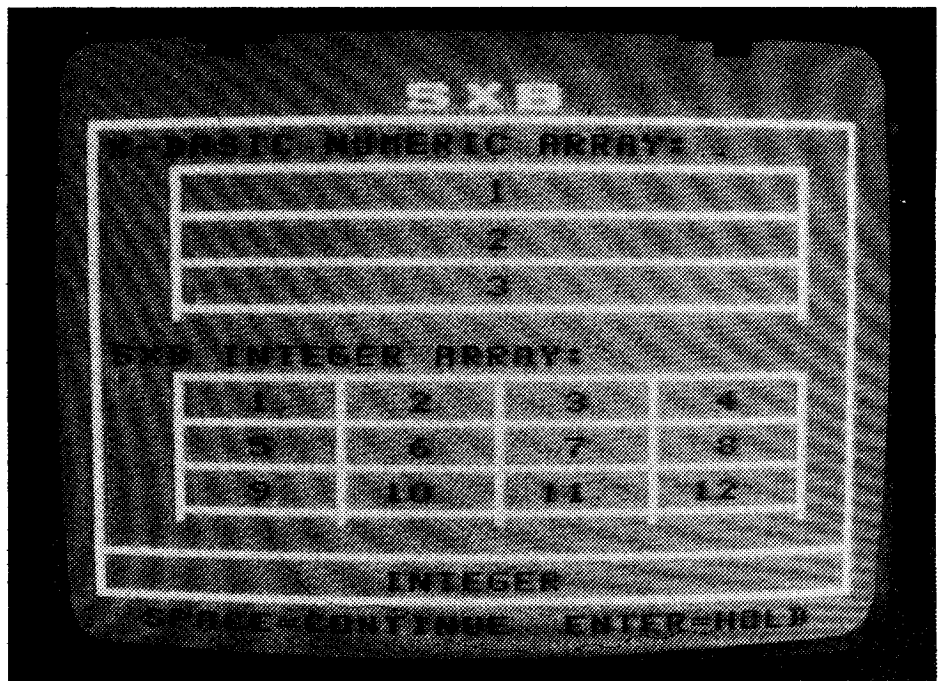 SXB
X-BASIC NUMERIC ARRAY:
1
2
3
SXB INTEGER ARRAY:
1 2 3 4
5 6 7 8
9 10 11 12
INTEGER
SPACE=CONTINUE ENTER=HOLD